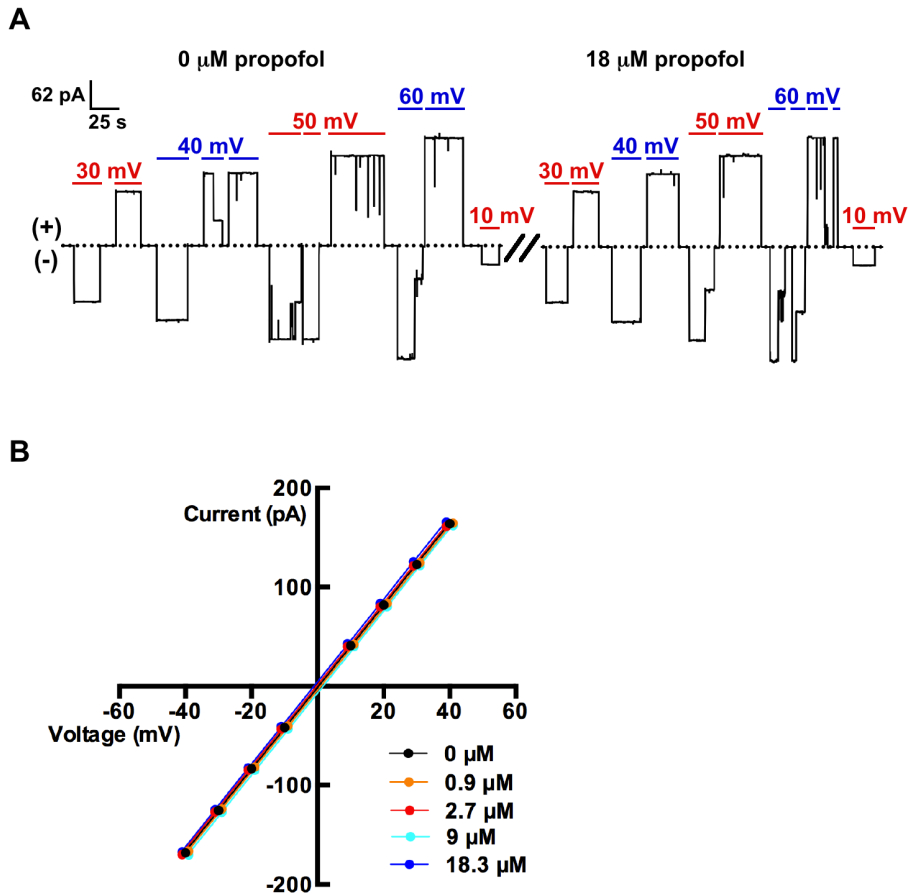 A
0 μM propofol
18 μM propofol
62 pA
25 s
30 mV
40 mV
50 mV
60 mV
10 mV
30 mV
40 mV
50 mV
60 mV
10 mV
(+)
(-)
B
200
Current (pA)
100
-60 -40 -20 20 40 60
Voltage (mV)
-100
-200
0 µM
0.9 µM
2.7 µM
9 µM
18.3 µM